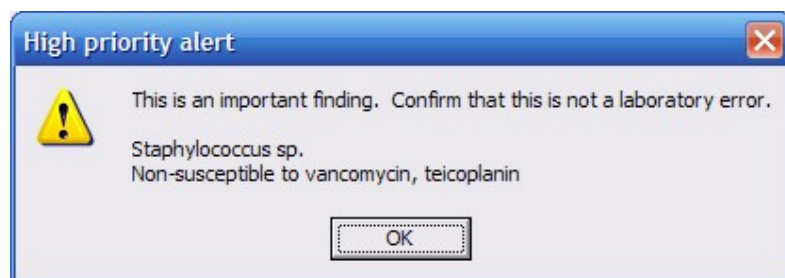 High priority alert
This is an important finding.  Confirm that this is not a laboratory error.
Staphylococcus sp.
Non-susceptible to vancomycin, teicoplanin
OK